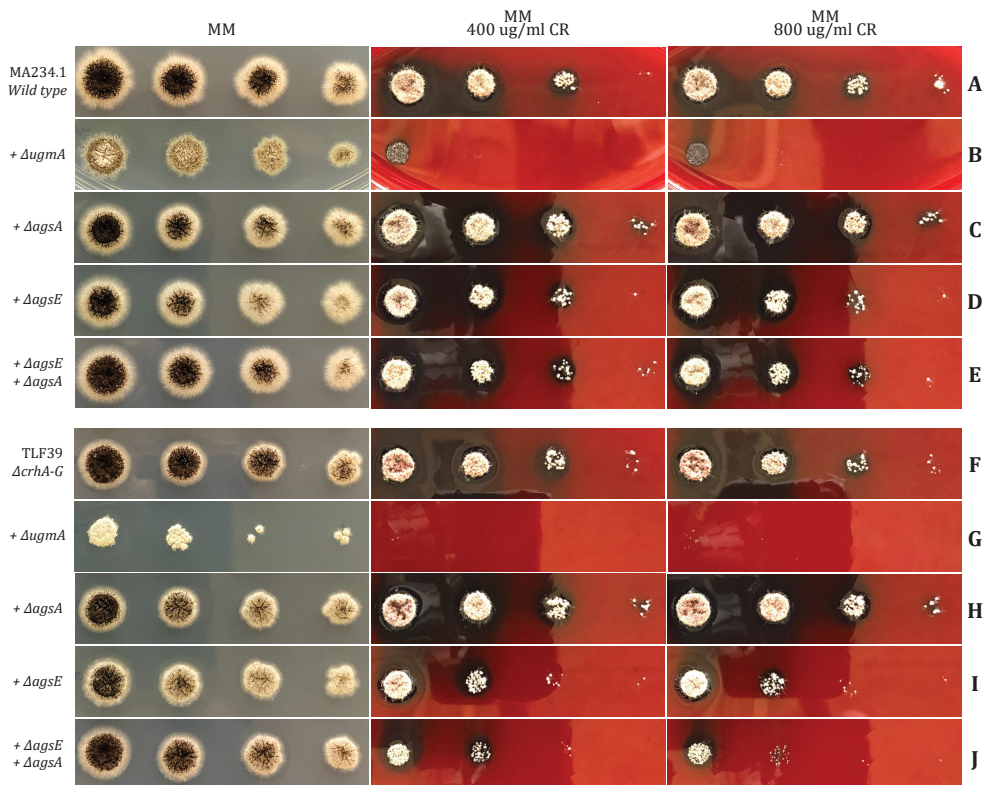 MM
MM
400 ug/ml CR
MM
800 ug/ml CR
MA234.1
Wild type
A
+ ΔugmA
B
+ ΔagsA
C
+ ΔagsE
D
+ ΔagsE
+ ΔagsA
E
TLF39
ΔcrhA-G
F
+ ΔugmA
G
+ ΔagsA
H
+ ΔagsE
I
+ ΔagsE
+ ΔagsA
J